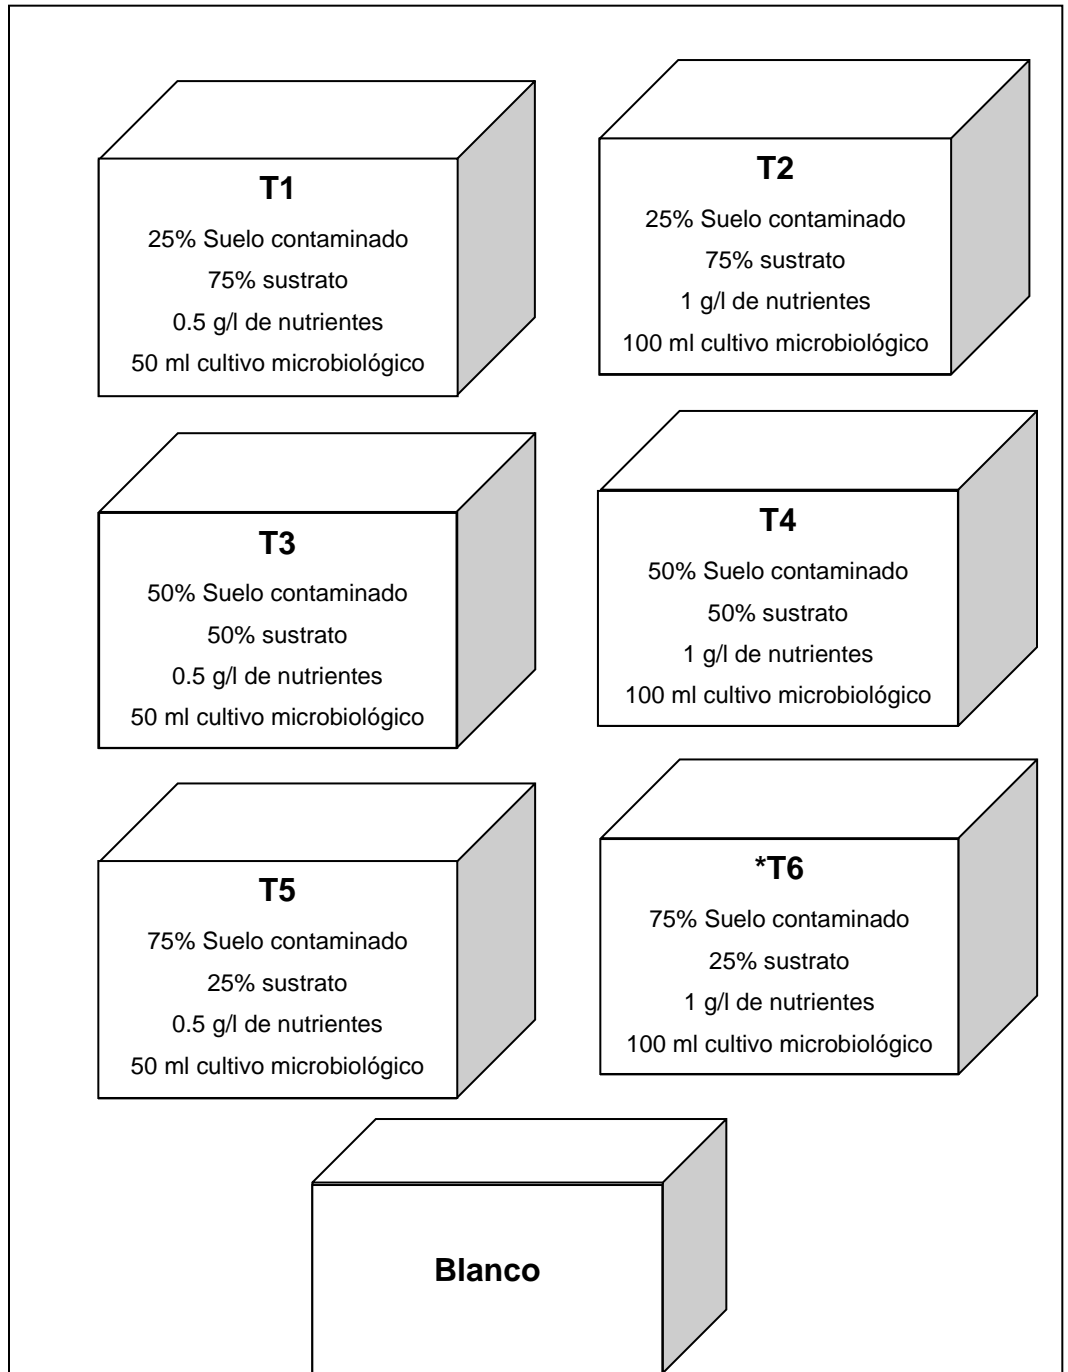 T1
25% Suelo contaminado
75% sustrato
0.5 g/l de nutrientes
50 ml cultivo microbiológico
T2
25% Suelo contaminado
75% sustrato
1 g/l de nutrientes
100 ml cultivo microbiológico
T3
50% Suelo contaminado
50% sustrato
0.5 g/l de nutrientes
50 ml cultivo microbiológico
T4
50% Suelo contaminado
50% sustrato
1 g/l de nutrientes
100 ml cultivo microbiológico
T5
75% Suelo contaminado
25% sustrato
0.5 g/l de nutrientes
50 ml cultivo microbiológico
*T6
75% Suelo contaminado
25% sustrato
1 g/l de nutrientes
100 ml cultivo microbiológico
Blanco